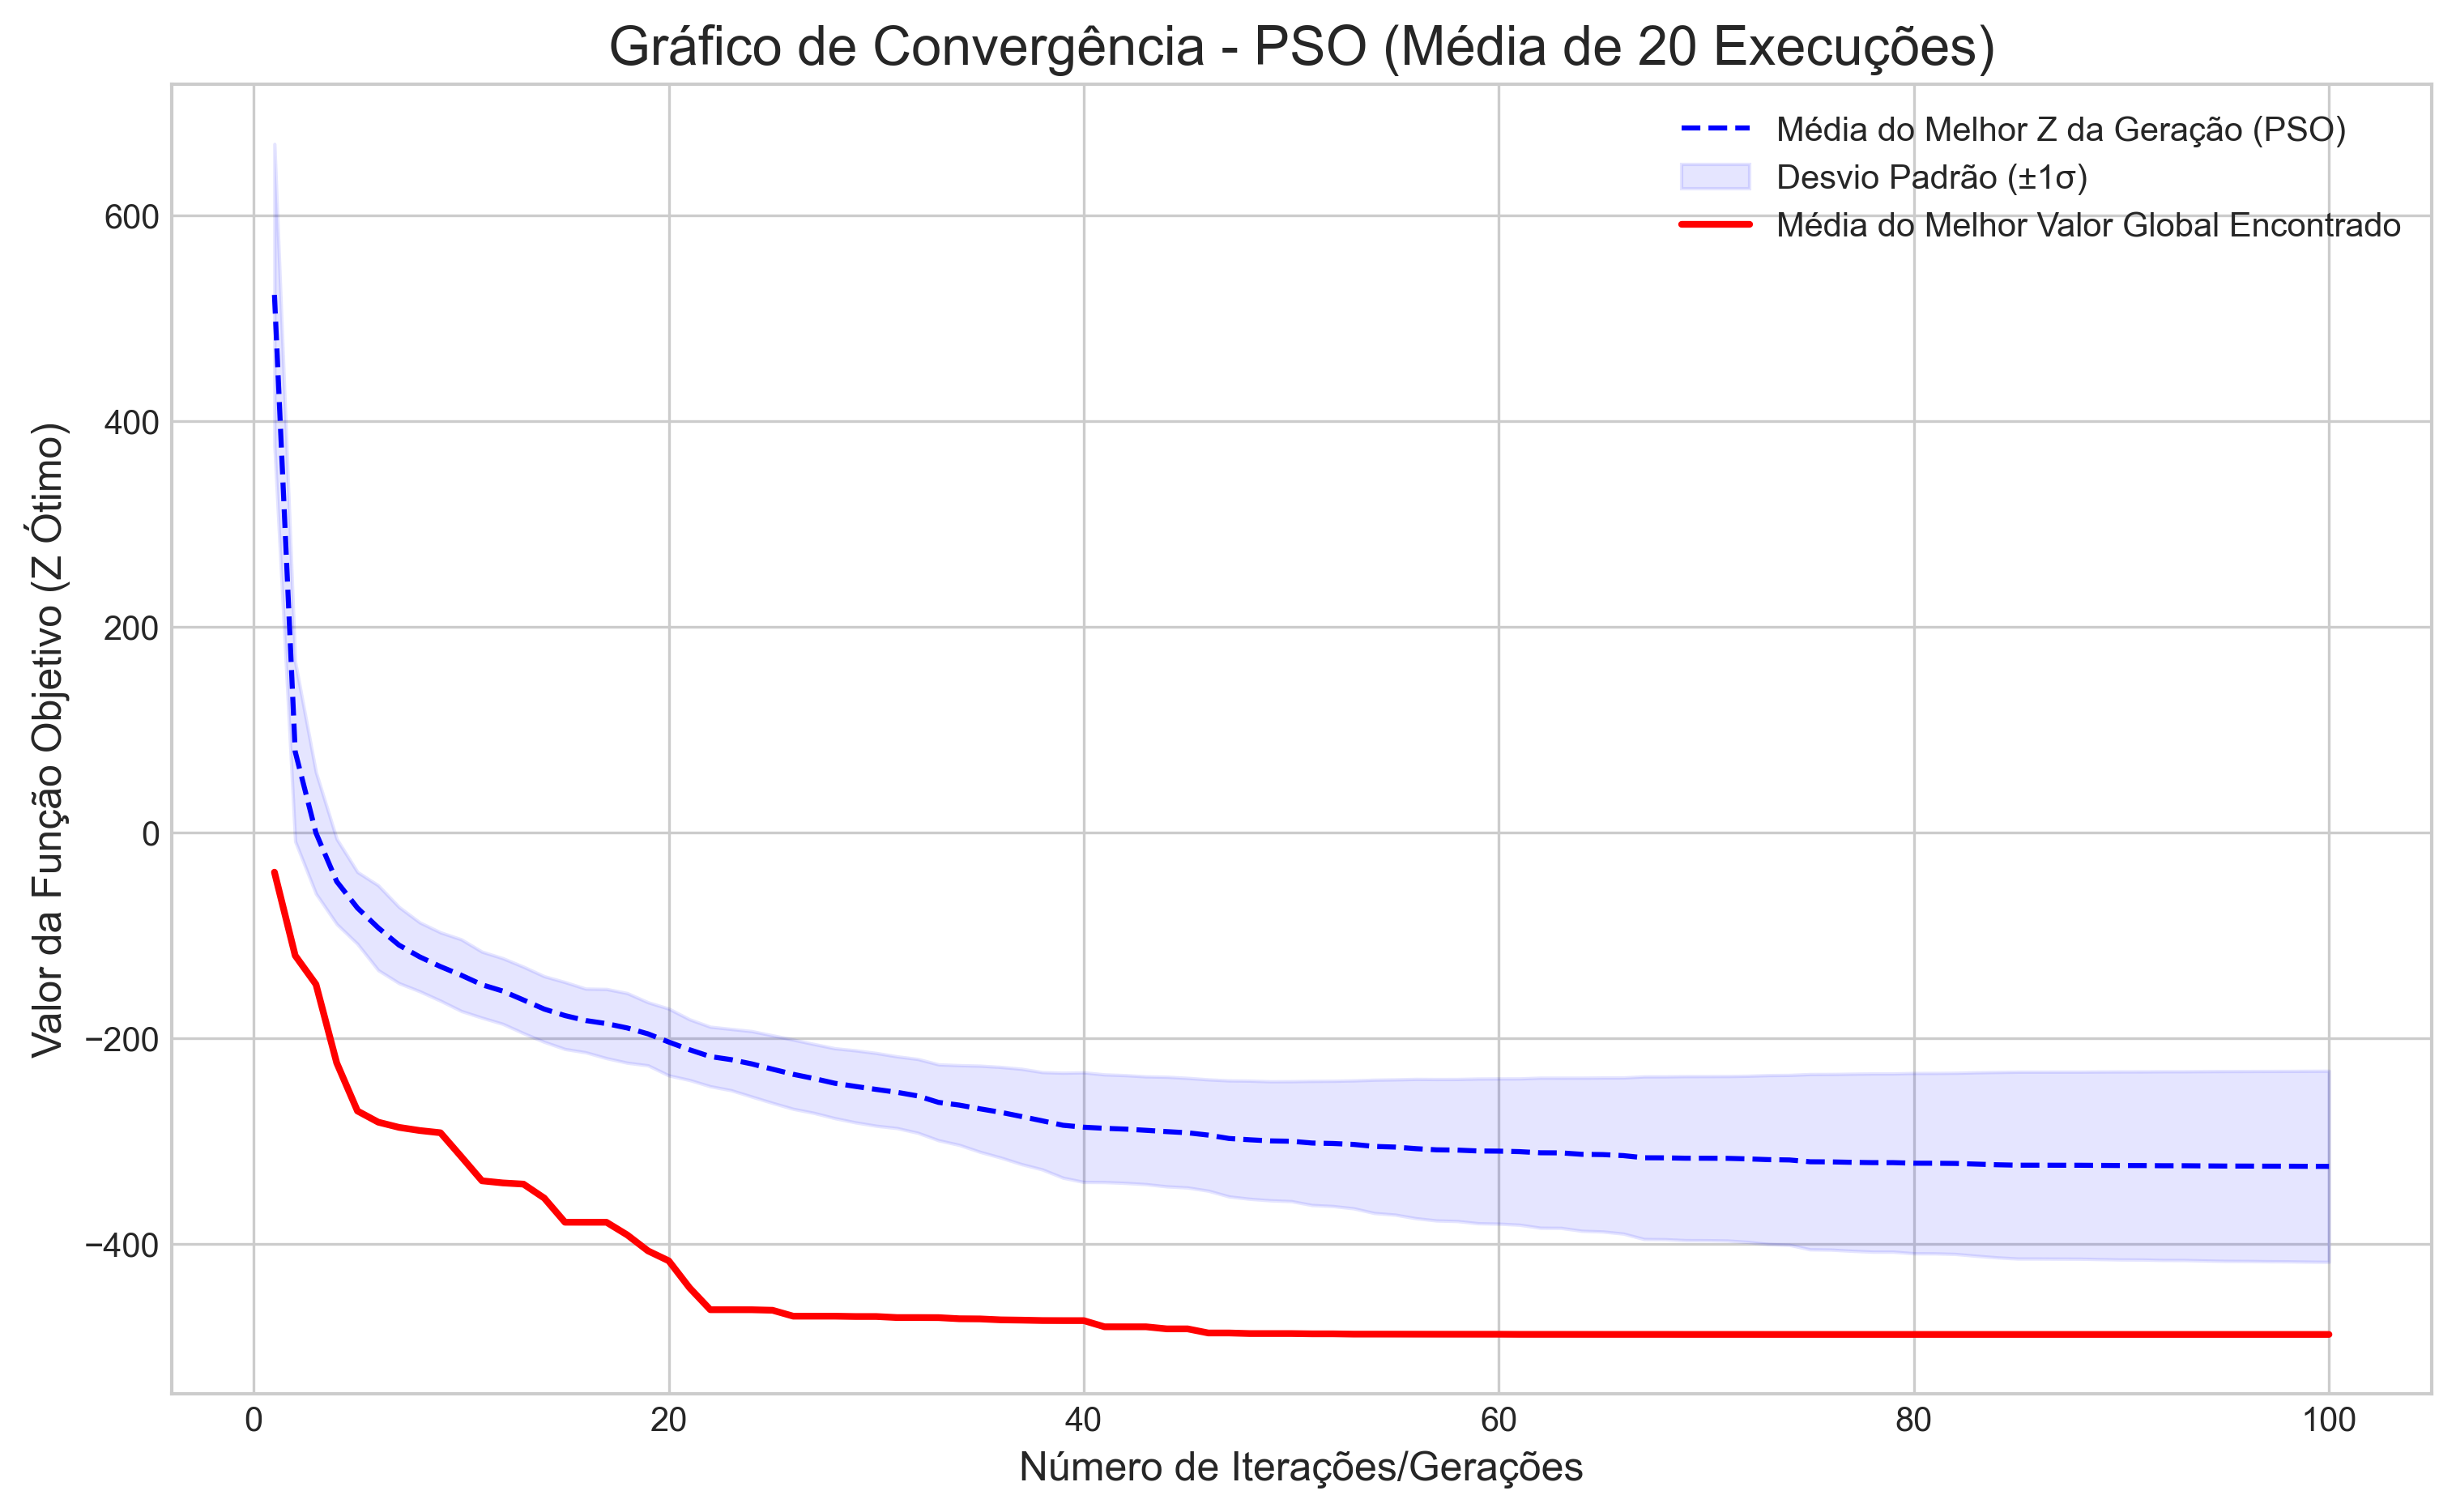 Gráfico de Convergência - PSO (Média de 20 Execuções)
Média do Melhor Z da Geração (PSO)
Desvio Padrão (±1σ)
Média do Melhor Valor Global Encontrado
Valor da Função Objetivo (Z Ótimo)
600
400
200
0
−200
−400
0 20 40 60 80 100
Número de Iterações/Gerações